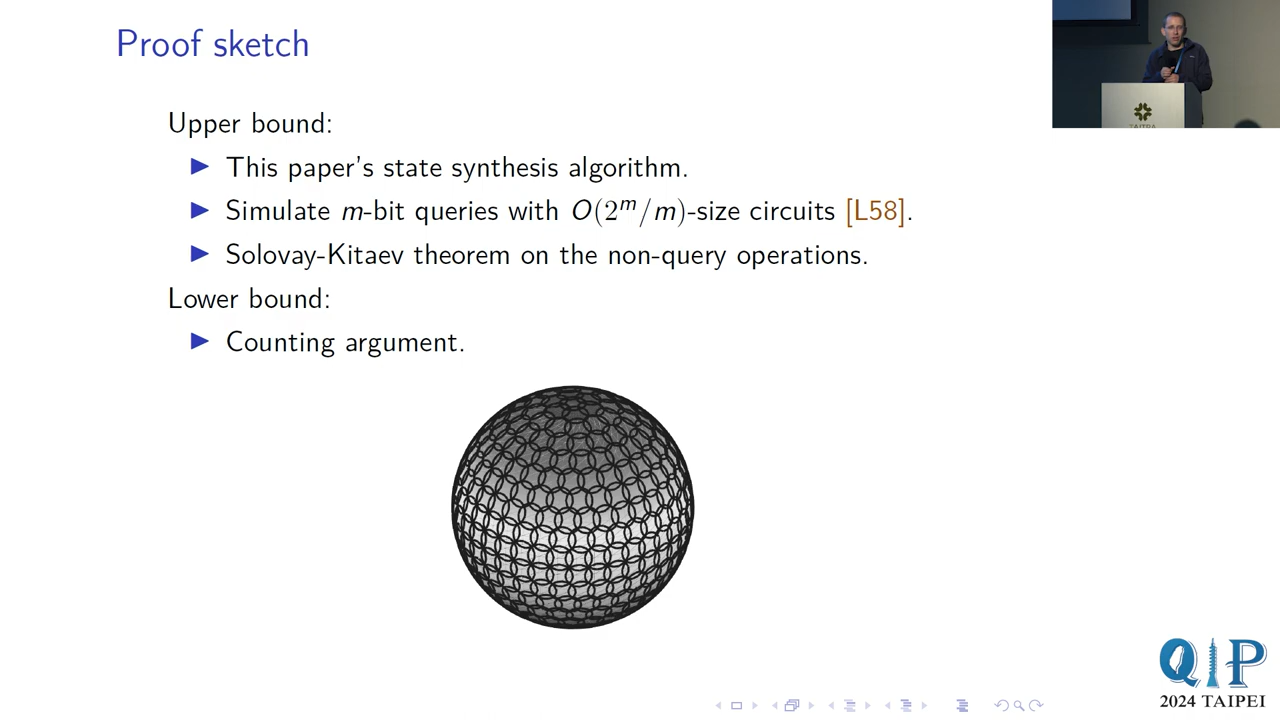 Proof sketch
Upper bound:
This paper's state synthesis algorithm.
Simulate m-bit queries with O(2^m/m)-size circuits [L58].
Solovay-Kitaev theorem on the non-query operations.
Lower bound:
Counting argument.
QIP
2024 TAIPEI